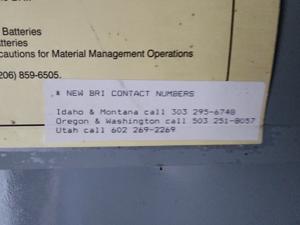 Batteries
tteries
cautions for Material Management Operations
206) 859-6505.
* NEW BRI CONTACT NUMBERS
Idaho & Montana call 303 295-6748
Oregon & Washington call 503 251-8057
Utah call 602 269-2269